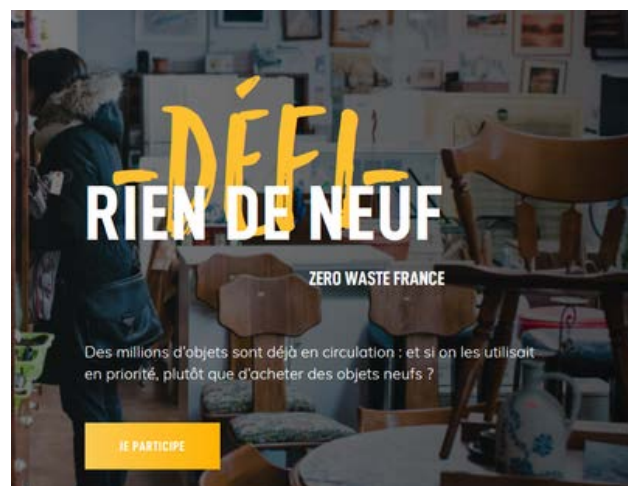 -DÉFI-
RIEN DE NEUF
ZERO WASTE FRANCE
Des millions d'objets sont déjà en circulation : et si on les utilisait
en priorité, plutôt que d'acheter des objets neufs ?
JE PARTICIPE